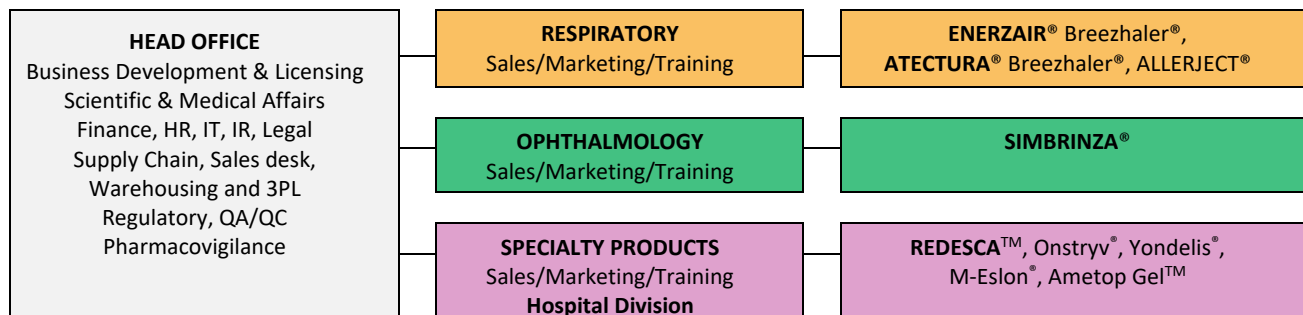 HEAD OFFICE
Business Development & Licensing
Scientific & Medical Affairs
Finance, HR, IT, IR, Legal
Supply Chain, Sales desk,
Warehousing and 3PL
Regulatory, QA/QC
Pharmacovigilance
RESPIRATORY
Sales/Marketing/Training
ENERZAIR® Breezhaler®,
ATECTURA® Breezhaler®, ALLERJECT®
OPHTHALMOLOGY
Sales/Marketing/Training
SIMBRINZA®
SPECIALTY PRODUCTS
Sales/Marketing/Training
Hospital Division
REDESCA™, Onstryv®, Yondelis®,
M-Eslon®, Ametop Gel™